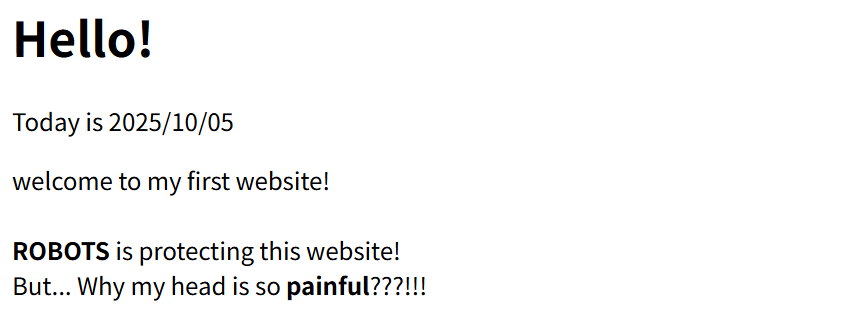 Hello!
Today is 2025/10/05
welcome to my first website!
ROBOTS is protecting this website!
But... Why my head is so painful???!!!